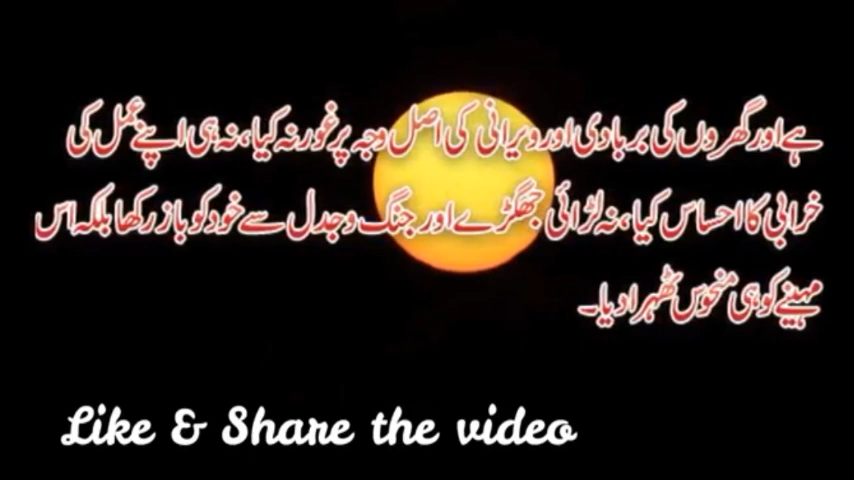 ہے اور گھروں کی بربادی اور ویرانی کی اصل وجہ پر غور نہ کیا، نہ ہی اپنے عمل کی
خرابی کا احساس کیا، نہ لڑائی جھگڑے اور جنگ و جدل سے خود کو باز رکھا بلکہ اس
مہینے کو ہی منحوس ٹھہرا دیا۔
Like & Share the video